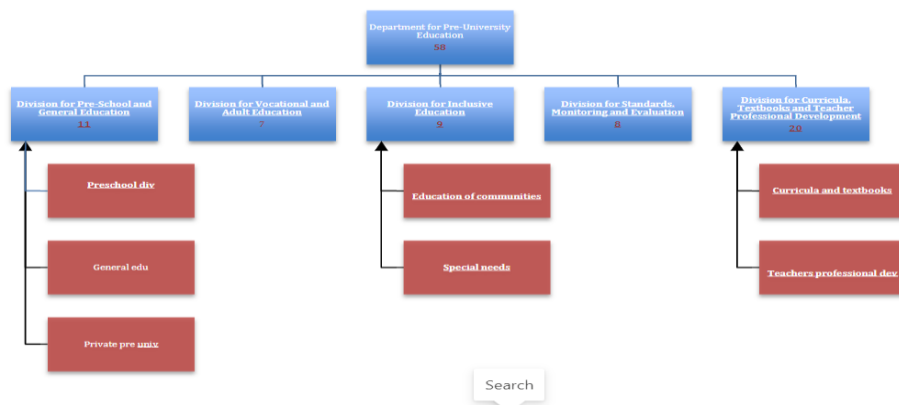 Department for Pre-University
Education
58
Division for Pre-School and
General Education
11
Division for Vocational and
Adult Education
7
Division for Inclusive
Education
9
Division for Standards,
Monitoring and Evaluation
8
Division for Curricula,
Textbooks and Teacher
Professional Development
20
Preschool div
General edu
Private pre univ
Education of communities
Special needs
Curricula and textbooks
Teachers professional dev
Search